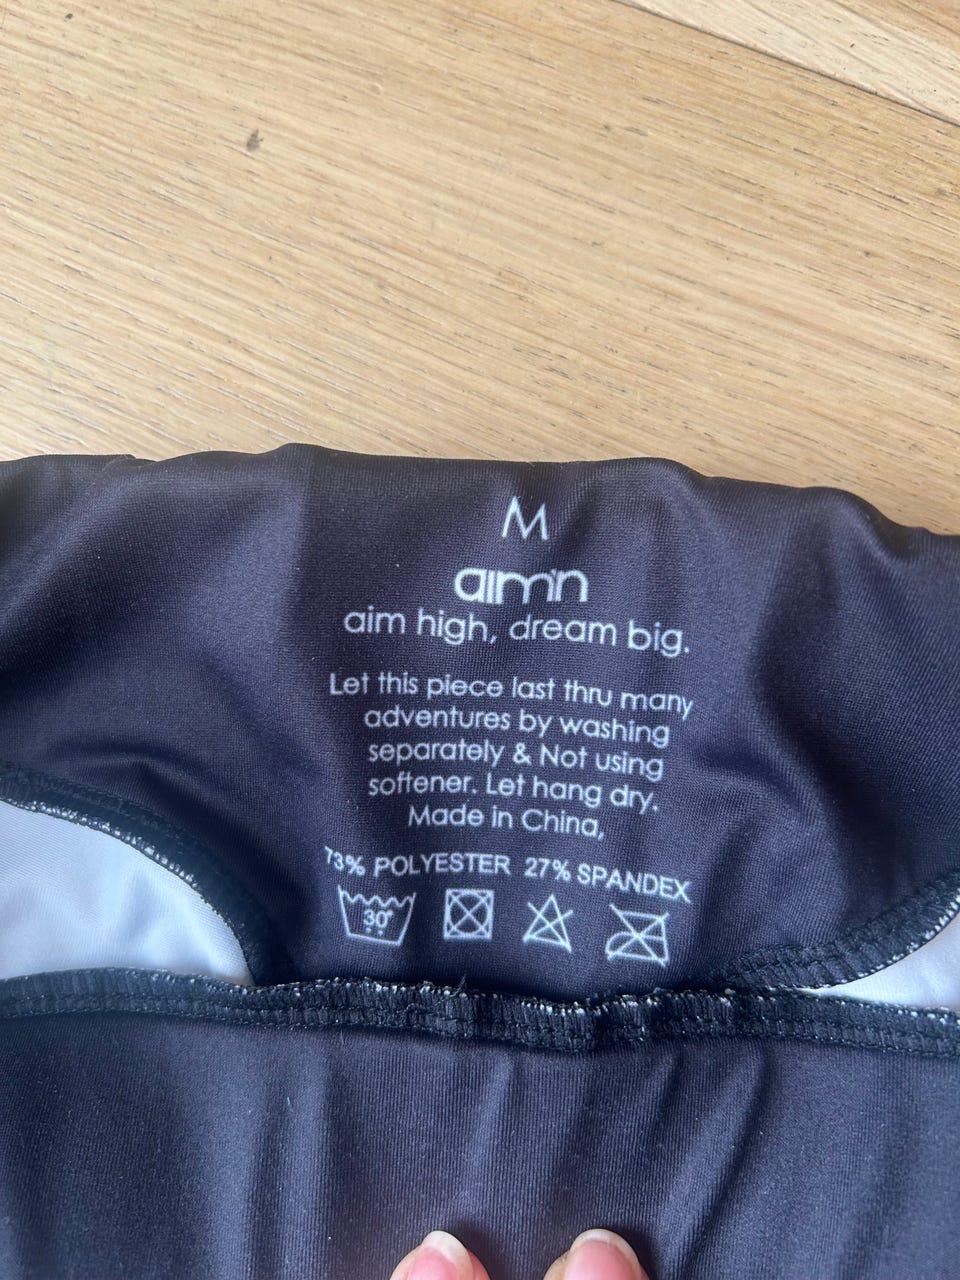 M
aim'n
aim high, dream big.
Let this piece last thru many
adventures by washing
separately & Not using
softener. Let hang dry.
Made in China,
73% POLYESTER 27% SPANDEX
30°